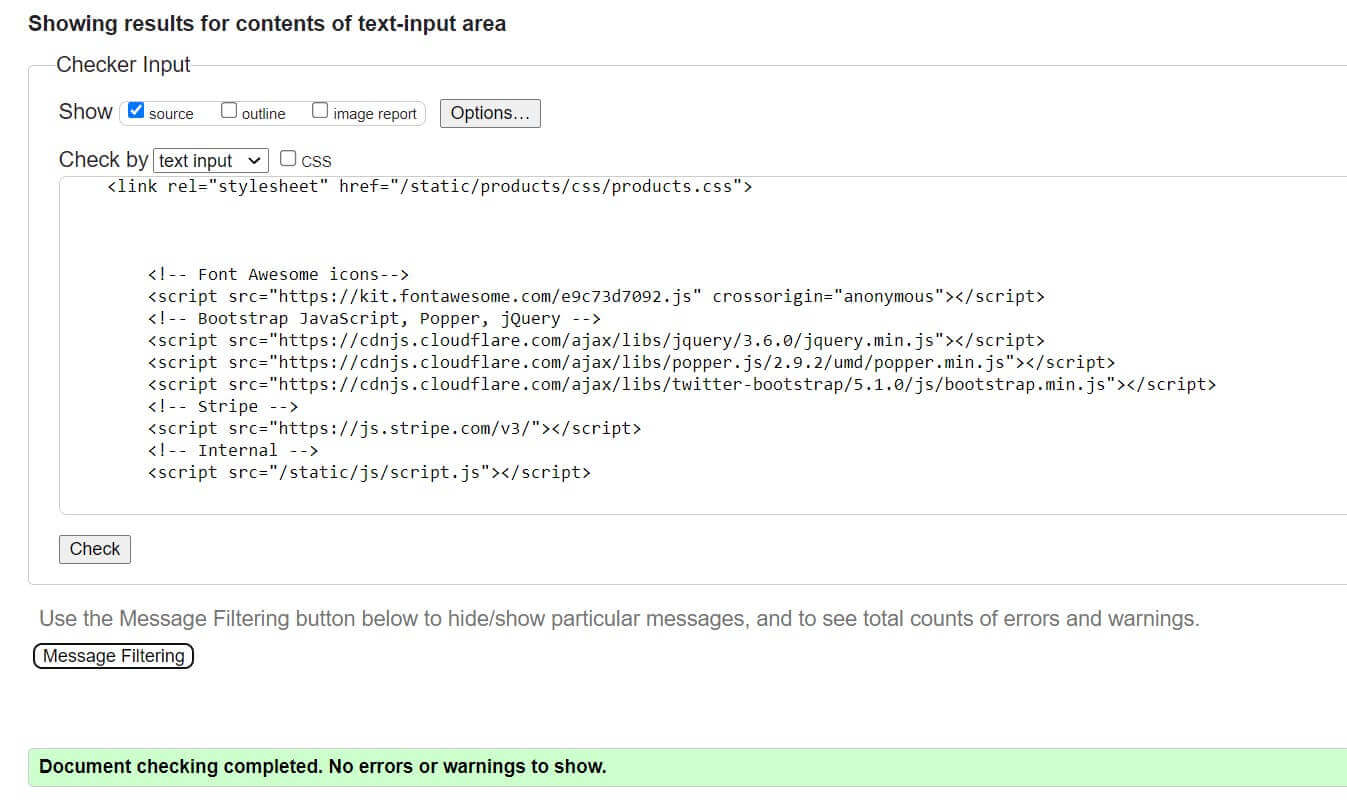 Showing results for contents of text-input area
Checker Input
Show source outline image report Options...
Check by text input CSS
<link rel="stylesheet" href="/static/products/css/products.css">
<!-- Font Awesome icons-->
<script src="https://kit.fontawesome.com/e9c73d7092.js" crossorigin="anonymous"></script>
<!-- Bootstrap JavaScript, Popper, jQuery -->
<script src="https://cdnjs.cloudflare.com/ajax/libs/jquery/3.6.0/jquery.min.js"></script>
<script src="https://cdnjs.cloudflare.com/ajax/libs/popper.js/2.9.2/umd/popper.min.js"></script>
<script src="https://cdnjs.cloudflare.com/ajax/libs/twitter-bootstrap/5.1.0/js/bootstrap.min.js"></script>
<!-- Stripe -->
<script src="https://js.stripe.com/v3/"></script>
<!-- Internal -->
<script src="/static/js/script.js"></script>
Check
Use the Message Filtering button below to hide/show particular messages, and to see total counts of errors and warnings.
Message Filtering
Document checking completed. No errors or warnings to show.